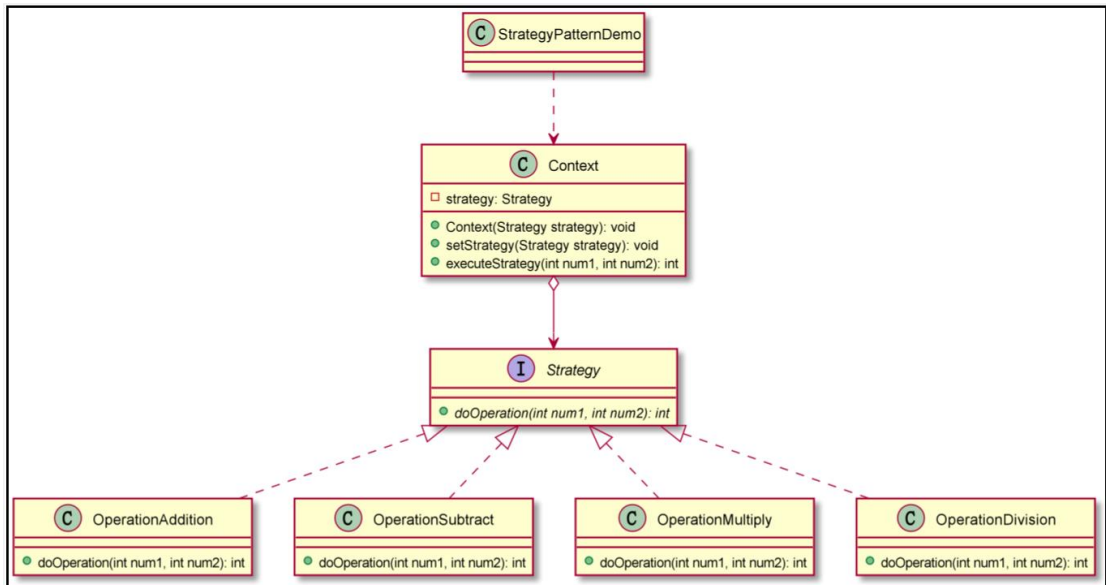 C StrategyPatternDemo
C Context
strategy: Strategy
Context(Strategy strategy): void
setStrategy(Strategy strategy): void
executeStrategy(int num1, int num2): int
I Strategy
doOperation(int num1, int num2): int
C OperationAddition
doOperation(int num1, int num2): int
C OperationSubtract
doOperation(int num1, int num2): int
C OperationMultiply
doOperation(int num1, int num2): int
C OperationDivision
doOperation(int num1, int num2): int